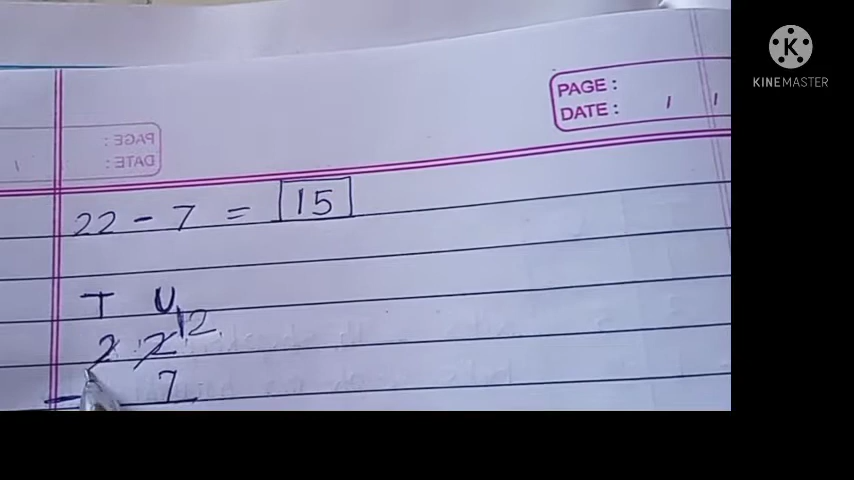 KINEMASTER
PAGE :
DATE : / /
PAGE :
DATE :
22 - 7 = 15
T U
12
2 2
- 7